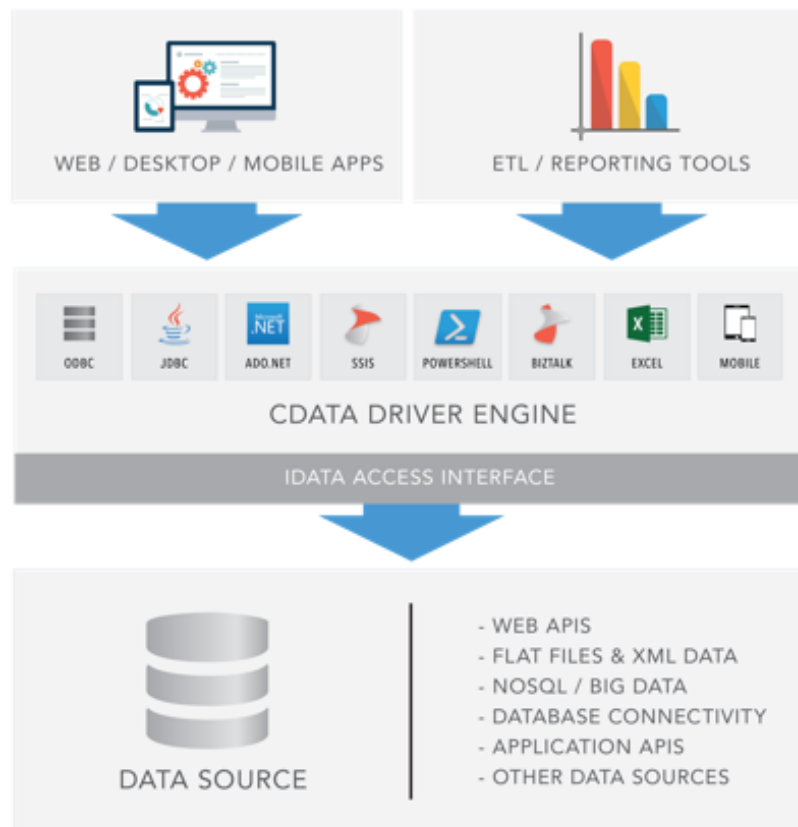 WEB / DESKTOP / MOBILE APPS
ETL / REPORTING TOOLS
Microsoft
.NET
X
ODBC
JDBC
ADO.NET
SSIS
POWERSHELL
BIZTALK
EXCEL
MOBILE
CDATA DRIVER ENGINE
IDATA ACCESS INTERFACE
DATA SOURCE
- WEB APIS
- FLAT FILES & XML DATA
- NOSQL / BIG DATA
- DATABASE CONNECTIVITY
- APPLICATION APIS
- OTHER DATA SOURCES